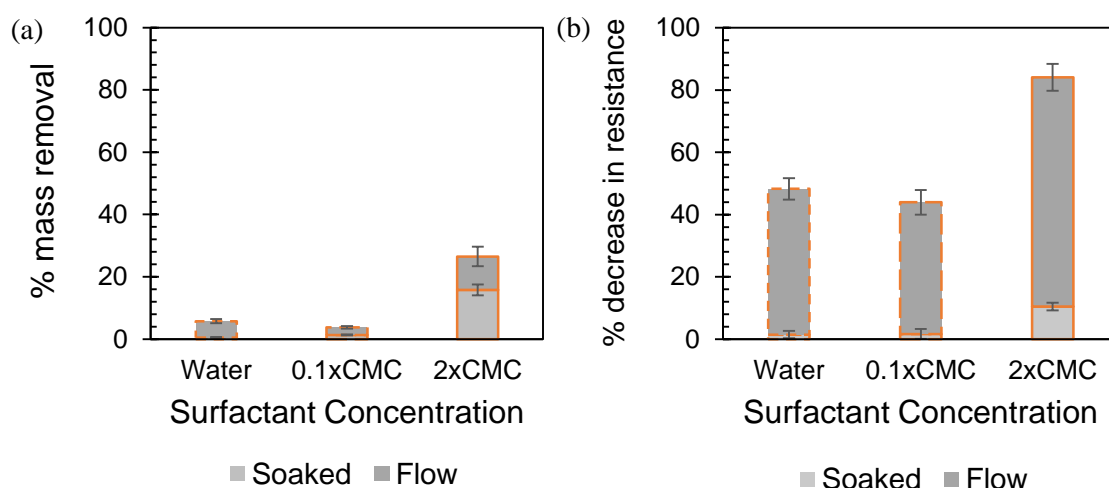 (a)
% mass removal
100
80
60
40
20
0
Water 0.1xCMC 2xCMC
Surfactant Concentration
Soaked Flow
(b)
% decrease in resistance
100
80
60
40
20
0
Water 0.1xCMC 2xCMC
Surfactant Concentration
Soaked Flow